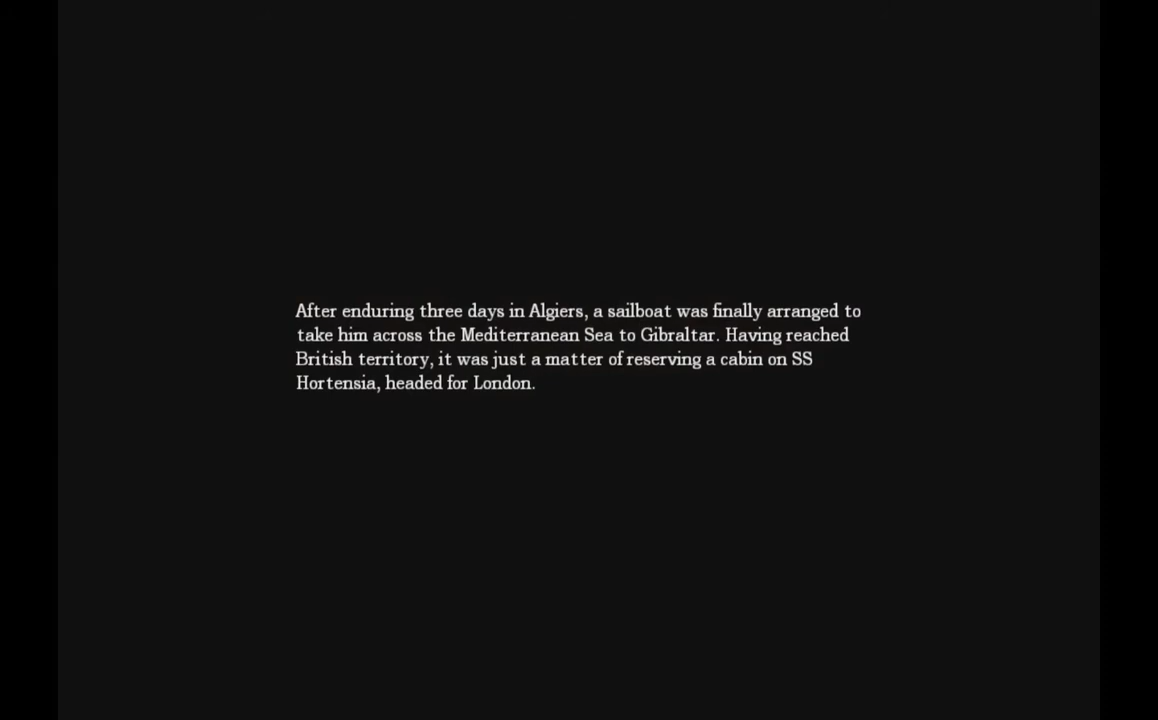 After enduring three days in Algiers, a sailboat was finally arranged to
take him across the Mediterranean Sea to Gibraltar. Having reached
British territory, it was just a matter of reserving a cabin on SS
Hortensia, headed for London.